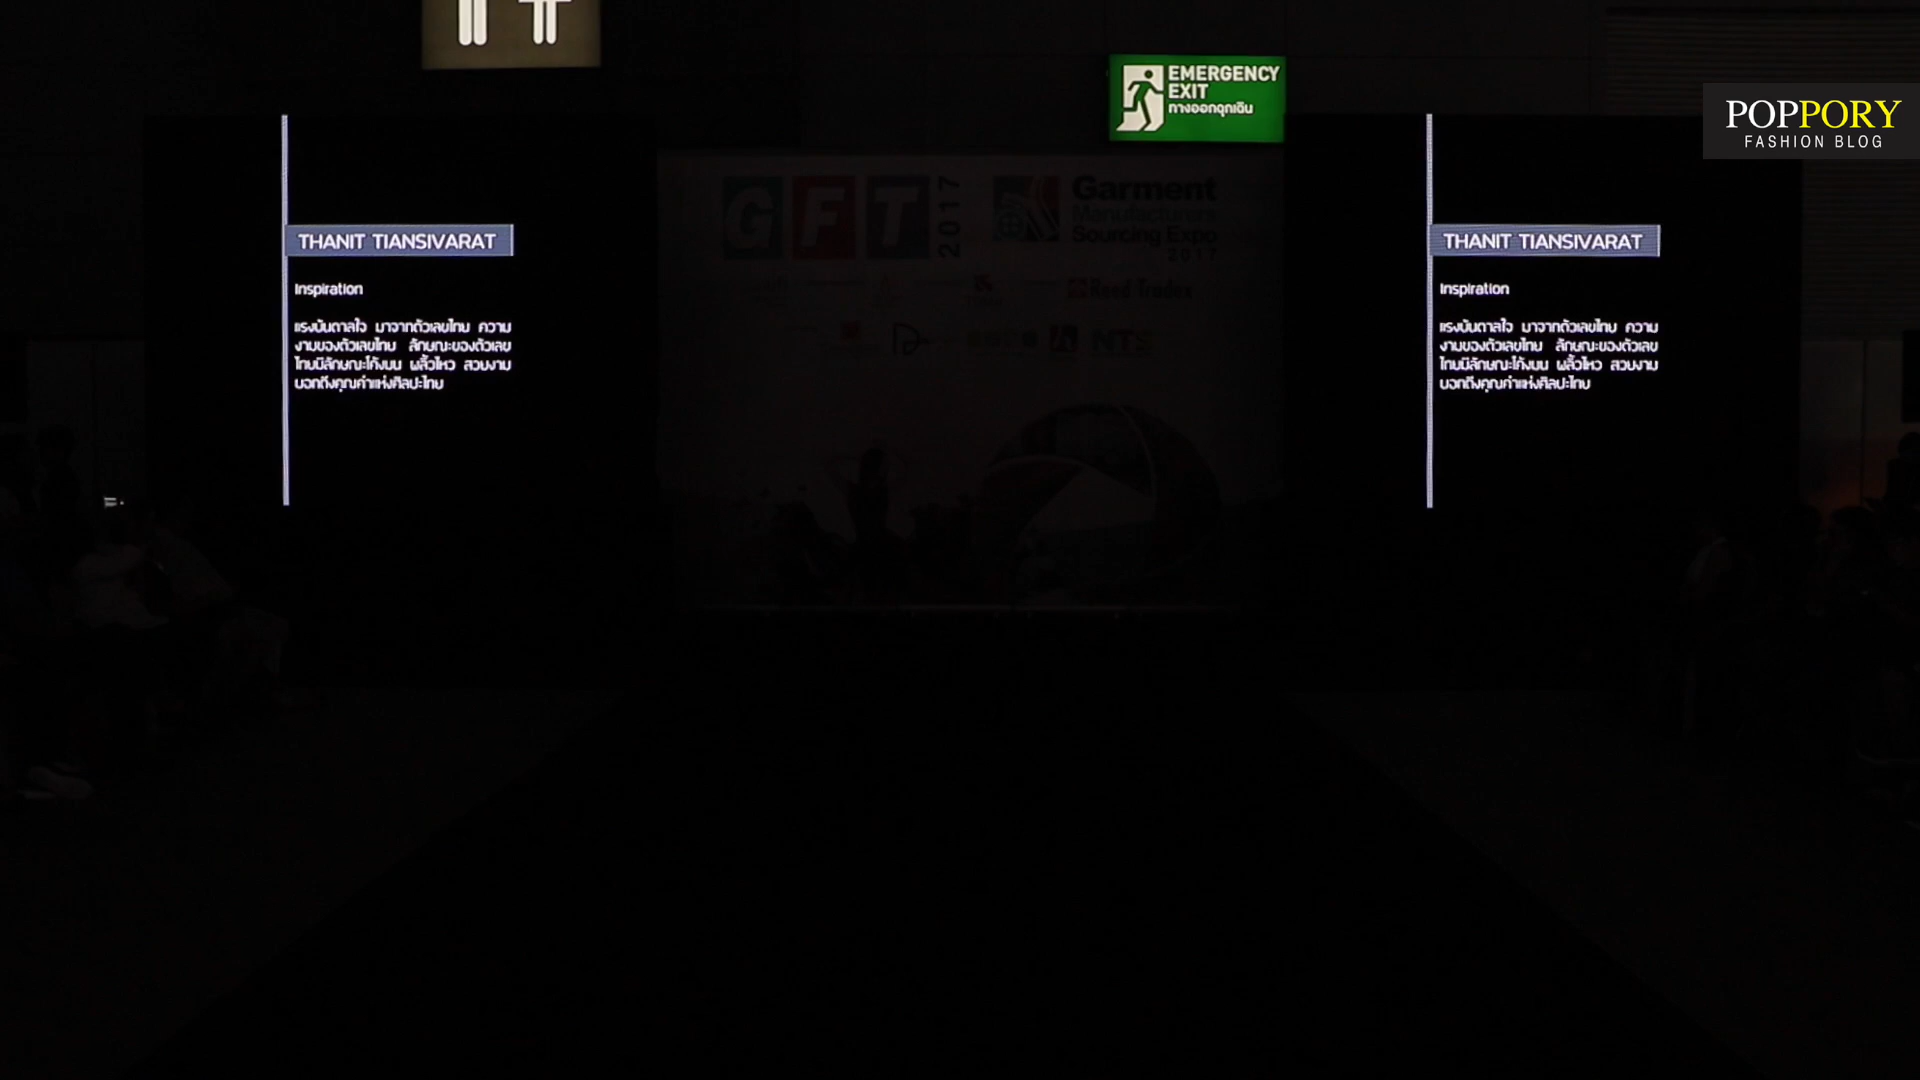 EMERGENCY
EXIT
ทางออกฉุกเฉิน
POPPORY
FASHION BLOG
THANIT TIANSIVARAT
Inspiration
แรงบันดาลใจ มาจากตัวเลขไทย ความ
งามของตัวเลขไทย ลักษณะของตัวเลข
ไทยมีลักษณะโค้งมน พลิ้วไหว สวยงาม
บอกถึงคุณค่าแห่งศิลปะไทย
GFT 2017
Garment
Manufacturers
Sourcing Expo
2017
Reed Tradex
NTS
THANIT TIANSIVARAT
Inspiration
แรงบันดาลใจ มาจากตัวเลขไทย ความ
งามของตัวเลขไทย ลักษณะของตัวเลข
ไทยมีลักษณะโค้งมน พลิ้วไหว สวยงาม
บอกถึงคุณค่าแห่งศิลปะไทย